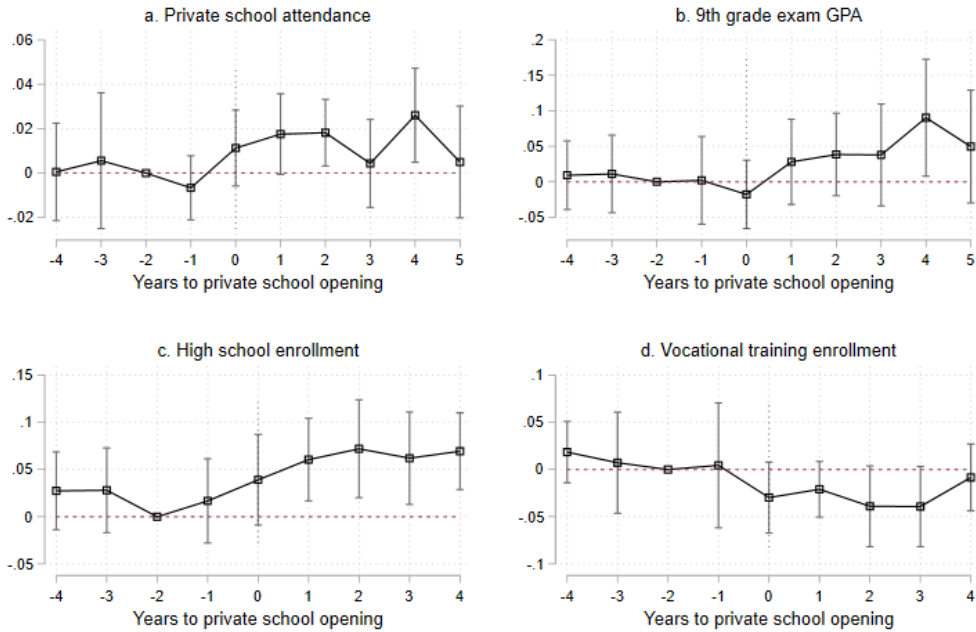 a. Private school attendance
.06
.04
.02
0
-.02
-4 -3 -2 -1 0 1 2 3 4 5
Years to private school opening
b. 9th grade exam GPA
.2
.15
.1
.05
0
-.05
-4 -3 -2 -1 0 1 2 3 4 5
Years to private school opening
c. High school enrollment
.15
.1
.05
0
-.05
-4 -3 -2 -1 0 1 2 3 4
Years to private school opening
d. Vocational training enrollment
.1
.05
0
-.05
-.1
-4 -3 -2 -1 0 1 2 3 4
Years to private school opening